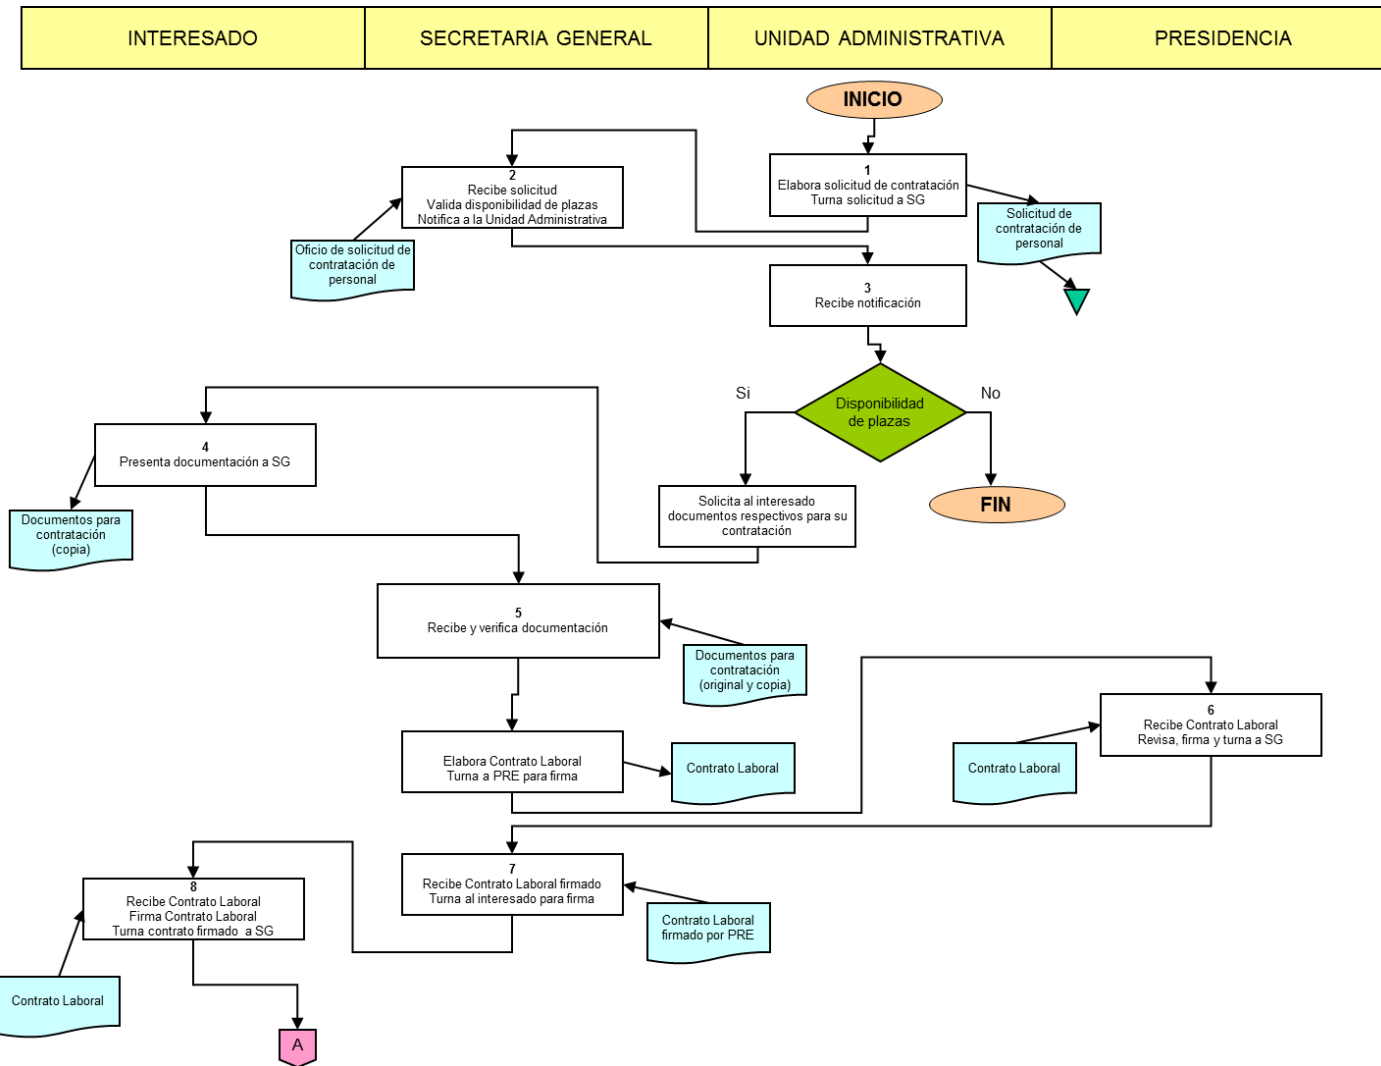 INTERESADO
SECRETARIA GENERAL
UNIDAD ADMINISTRATIVA
PRESIDENCIA
INICIO
1
Elabora solicitud de contratación
Turna solicitud a SG
2
Recibe solicitud
Valida disponibilidad de plazas
Notifica a la Unidad Administrativa
Solicitud de
contratación de
personal
Oficio de solicitud de
contratación de
personal
3
Recibe notificación
Disponibilidad
de plazas
Si
No
4
Presenta documentación a SG
Solicita al interesado
documentos respectivos para su
contratación
FIN
Documentos para
contratación
(copia)
5
Recibe y verifica documentación
Documentos para
contratación
(original y copia)
6
Recibe Contrato Laboral
Revisa, firma y turna a SG
Elabora Contrato Laboral
Turna a PRE para firma
Contrato Laboral
Contrato Laboral
7
Recibe Contrato Laboral firmado
Turna al interesado para firma
8
Recibe Contrato Laboral
Firma Contrato Laboral
Turna contrato firmado  a SG
Contrato Laboral
firmado por PRE
Contrato Laboral
A